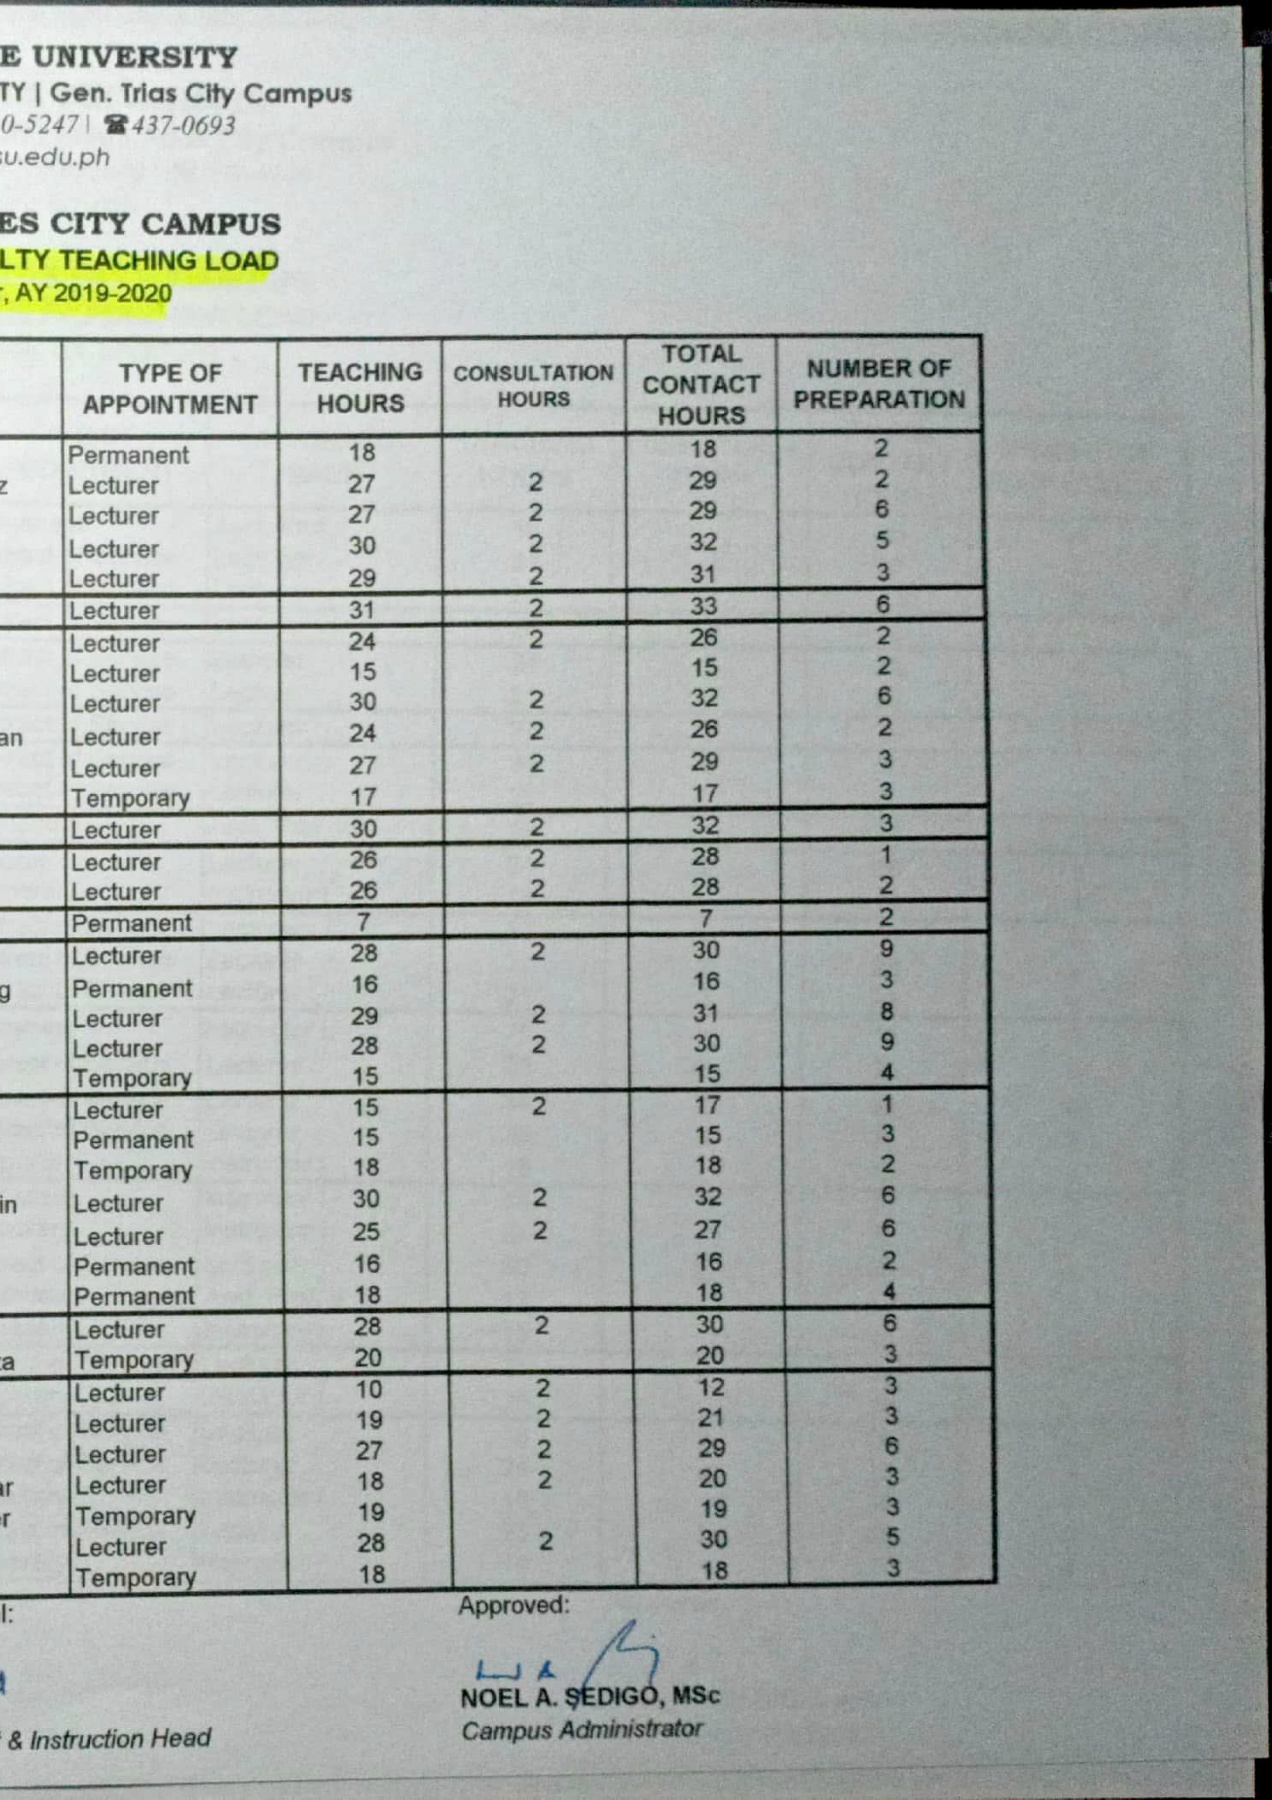 E UNIVERSITY
TY | Gen. Trias City Campus
0-5247 | ☎437-0693
su.edu.ph
ES CITY CAMPUS
LTY TEACHING LOAD
r, AY 2019-2020
TYPE OF APPOINTMENT TEACHING HOURS CONSULTATION HOURS TOTAL CONTACT HOURS NUMBER OF PREPARATION
Permanent 18 18 2
z Lecturer 27 2 29 2
Lecturer 27 2 29 6
Lecturer 30 2 32 5
Lecturer 29 2 31 3
Lecturer 31 2 33 6
Lecturer 24 2 26 2
Lecturer 15 15 2
Lecturer 30 2 32 6
an Lecturer 24 2 26 2
Lecturer 27 2 29 3
Temporary 17 17 3
Lecturer 30 2 32 3
Lecturer 26 2 28 1
Lecturer 26 2 28 2
Permanent 7 7 2
Lecturer 28 2 30 9
g Permanent 16 16 3
Lecturer 29 2 31 8
Lecturer 28 2 30 9
Temporary 15 15 4
Lecturer 15 2 17 1
Permanent 15 15 3
Temporary 18 18 2
in Lecturer 30 2 32 6
Lecturer 25 2 27 6
Permanent 16 16 2
Permanent 18 18 4
Lecturer 28 2 30 6
za Temporary 20 20 3
Lecturer 10 2 12 3
Lecturer 19 2 21 3
Lecturer 27 2 29 6
ar Lecturer 18 2 20 3
er Temporary 19 19 3
Lecturer 28 2 30 5
Temporary 18 18 3
l: Approved:
NOEL A. SEDIGO, MSc
& Instruction Head Campus Administrator